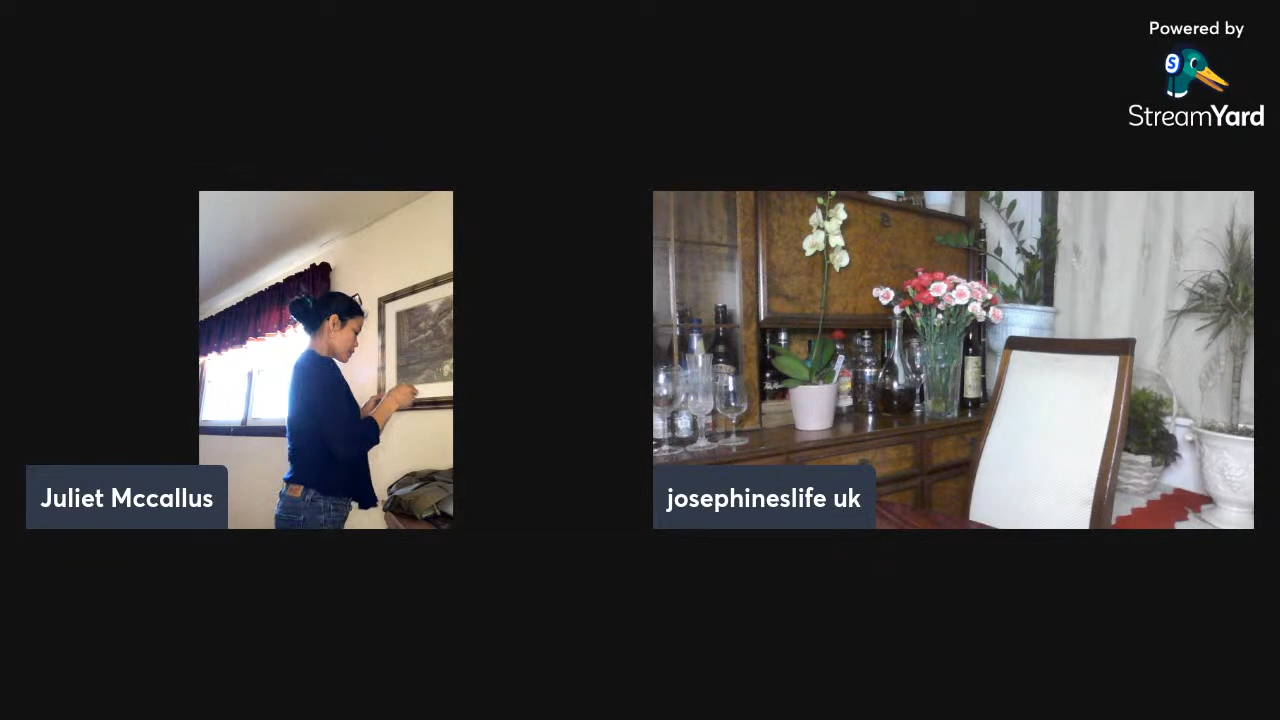 Powered by
S
StreamYard
Juliet Mccallus
josephineslife uk